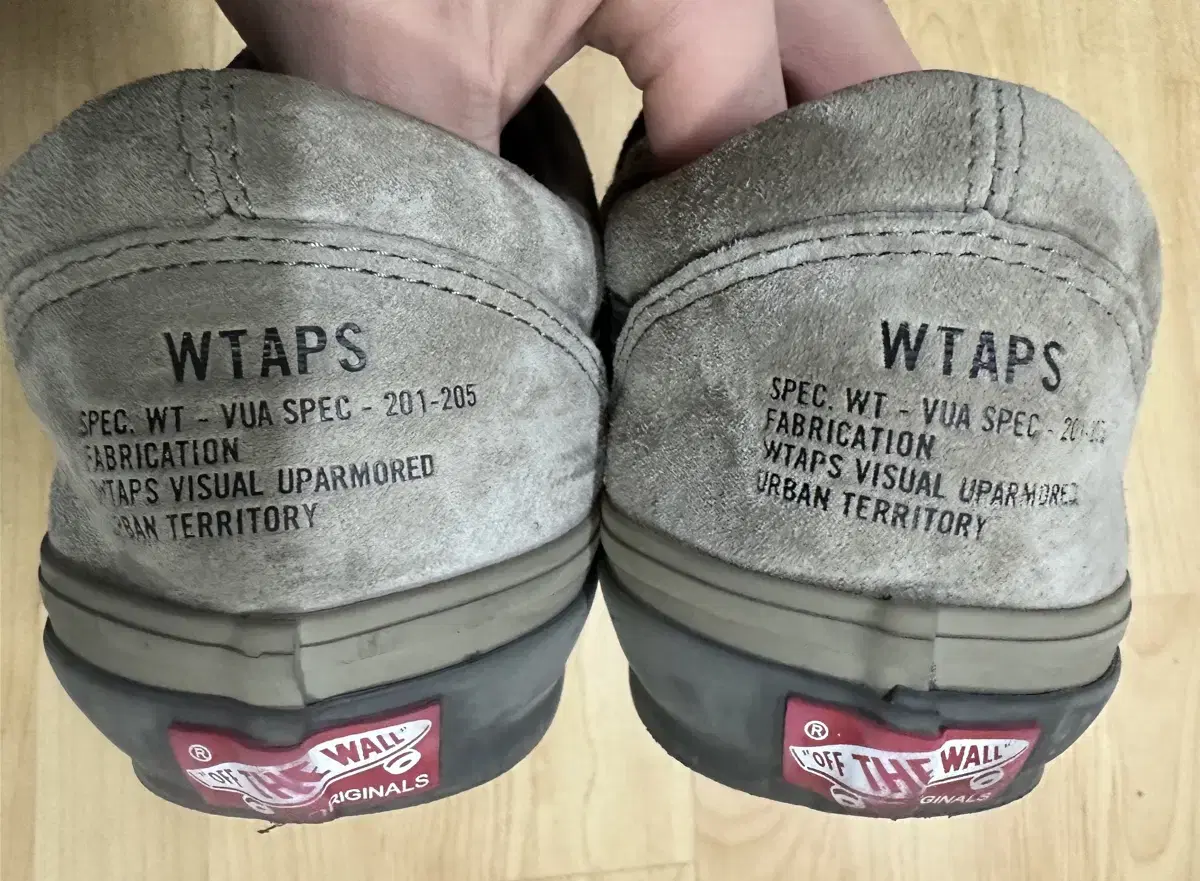 WTAPS
SPEC. WT - VUA SPEC - 201-205
FABRICATION
WTAPS VISUAL UPARMORED
URBAN TERRITORY
® "OFF THE WALL"
ORIGINALS
WTAPS
SPEC. WT - VUA SPEC -
FABRICATION
WTAPS VISUAL UPARMORED
URBAN TERRITORY
® "OFF THE WALL"